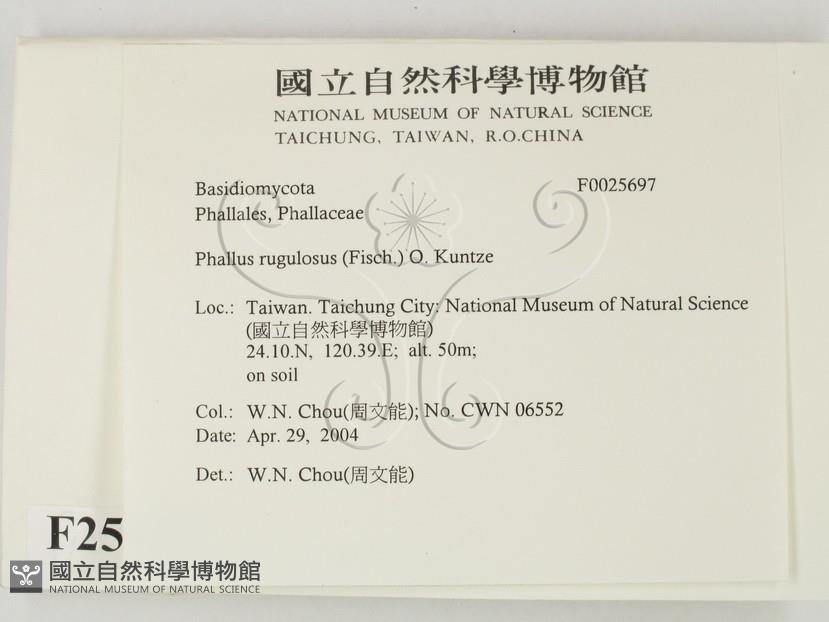 國立自然科學博物館
NATIONAL MUSEUM OF NATURAL SCIENCE
TAICHUNG, TAIWAN, R.O.CHINA
Basidiomycota F0025697
Phallales, Phallaceae
Phallus rugulosus (Fisch.) O. Kuntze
Loc.: Taiwan. Taichung City: National Museum of Natural Science
(國立自然科學博物館)
24.10.N, 120.39.E; alt. 50m;
on soil
Col.: W.N. Chou(周文能); No. CWN 06552
Date: Apr. 29, 2004
Det.: W.N. Chou(周文能)
F25
國立自然科學博物館
NATIONAL MUSEUM OF NATURAL SCIENCE